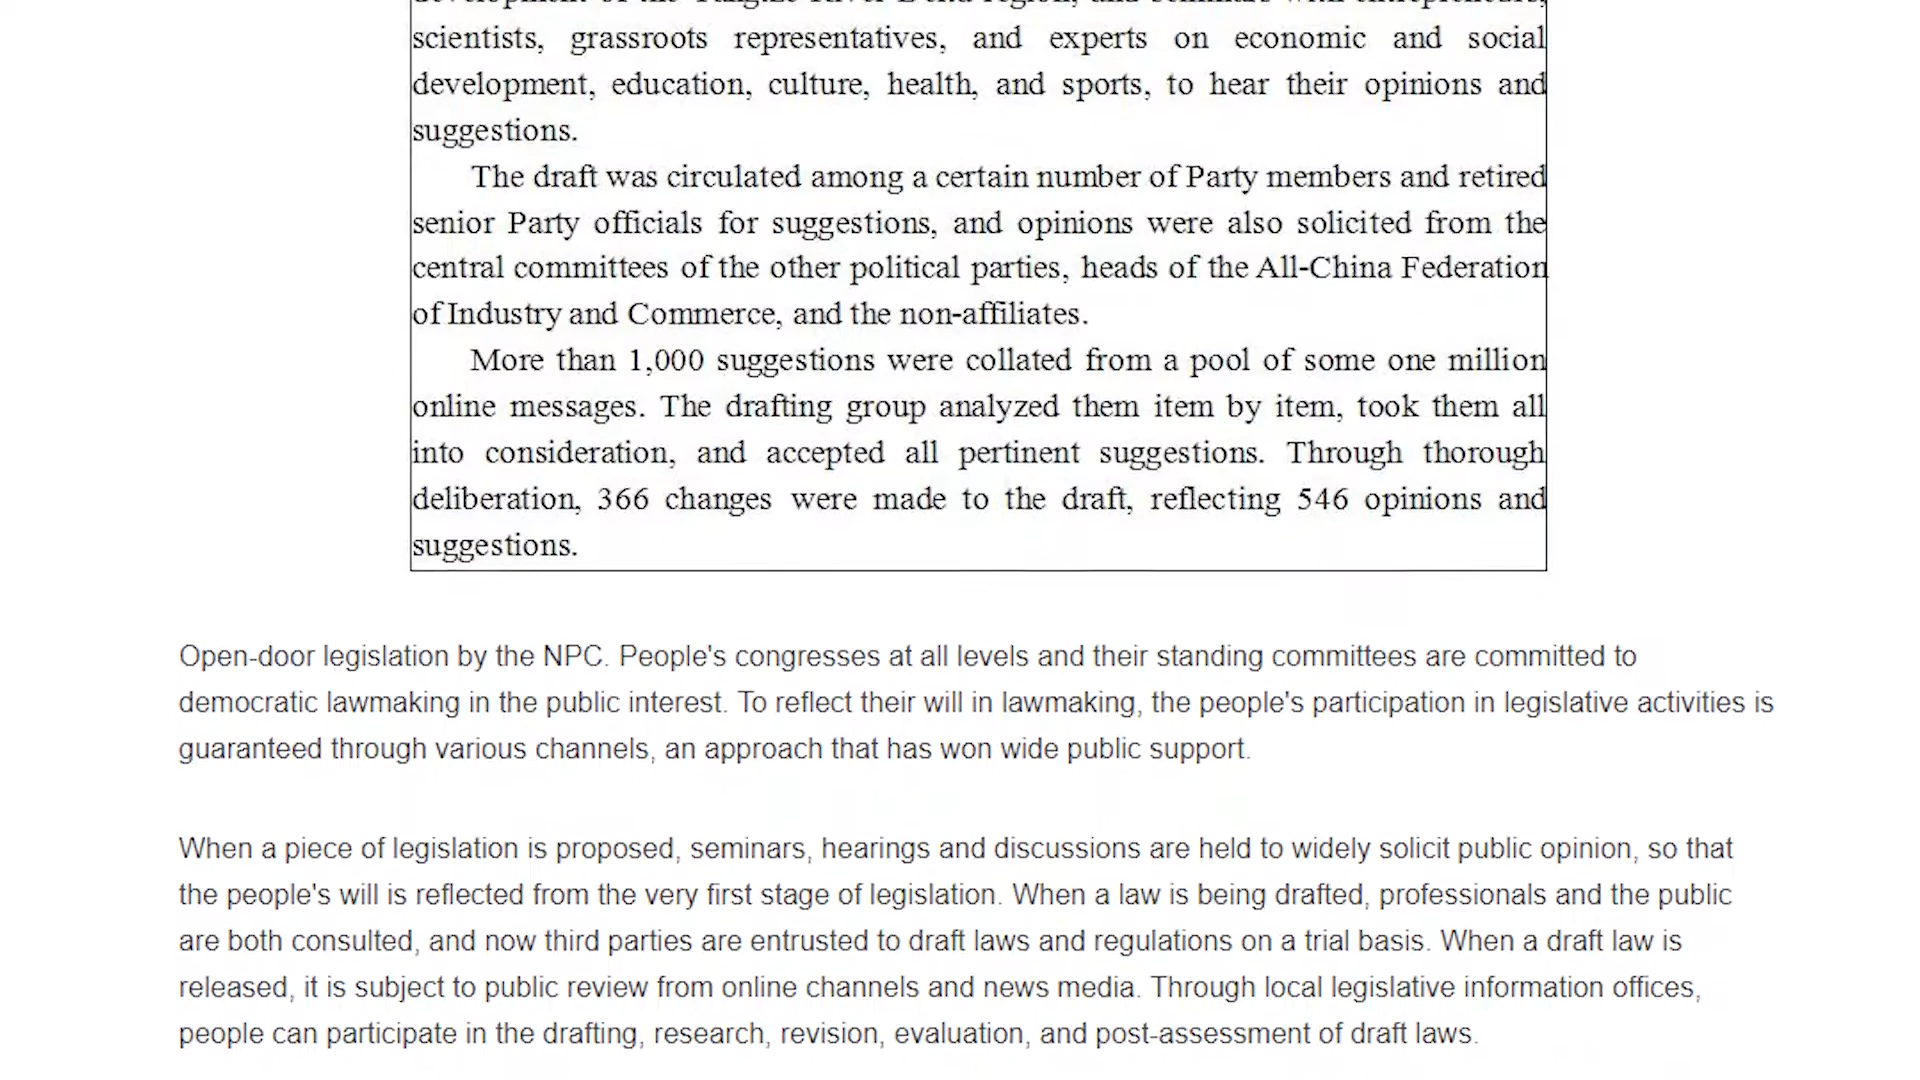 scientists, grassroots representatives, and experts on economic and social
development, education, culture, health, and sports, to hear their opinions and
suggestions.
The draft was circulated among a certain number of Party members and retired
senior Party officials for suggestions, and opinions were also solicited from the
central committees of the other political parties, heads of the All-China Federation
of Industry and Commerce, and the non-affiliates.
More than 1,000 suggestions were collated from a pool of some one million
online messages. The drafting group analyzed them item by item, took them all
into consideration, and accepted all pertinent suggestions. Through thorough
deliberation, 366 changes were made to the draft, reflecting 546 opinions and
suggestions.
Open-door legislation by the NPC. People's congresses at all levels and their standing committees are committed to
democratic lawmaking in the public interest. To reflect their will in lawmaking, the people's participation in legislative activities is
guaranteed through various channels, an approach that has won wide public support.
When a piece of legislation is proposed, seminars, hearings and discussions are held to widely solicit public opinion, so that
the people's will is reflected from the very first stage of legislation. When a law is being drafted, professionals and the public
are both consulted, and now third parties are entrusted to draft laws and regulations on a trial basis. When a draft law is
released, it is subject to public review from online channels and news media. Through local legislative information offices,
people can participate in the drafting, research, revision, evaluation, and post-assessment of draft laws.